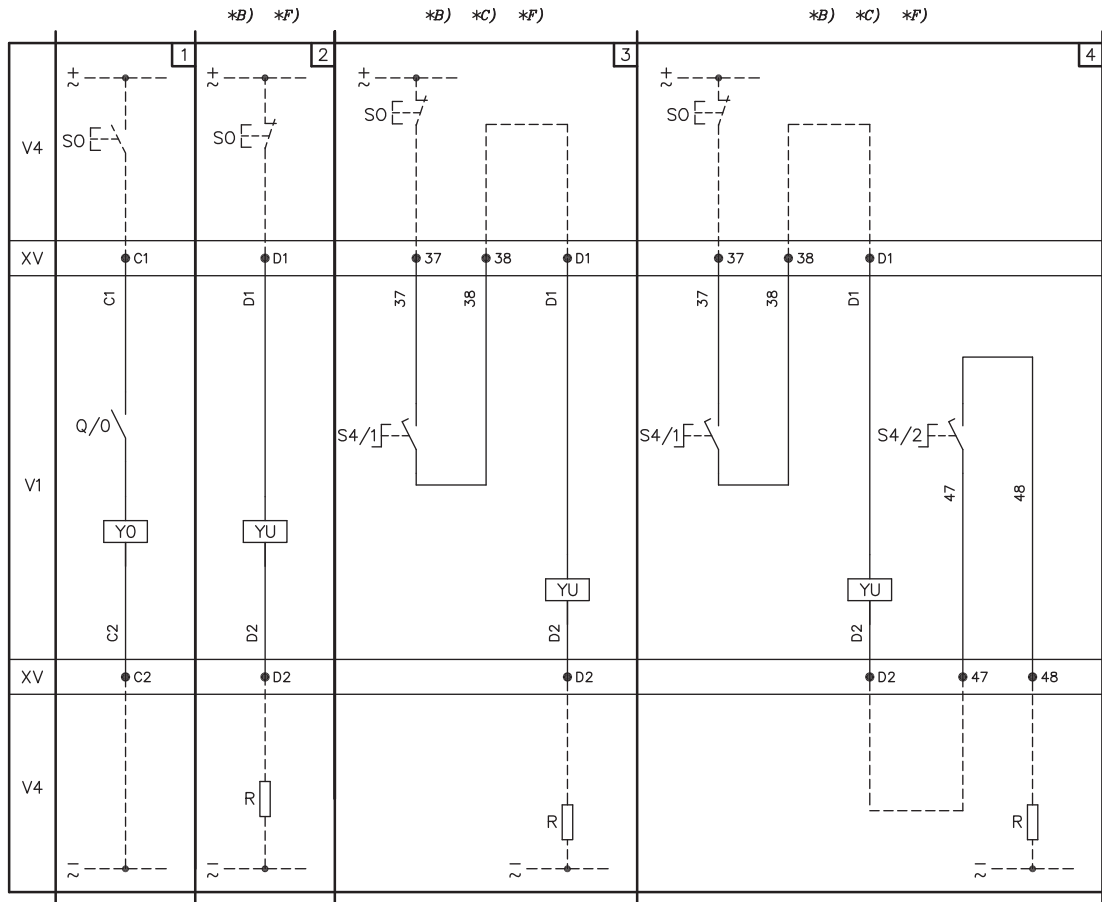 *B) *F) *B) *C) *F) *B) *C) *F)
1 2 3 4
+ ~ + ~ + ~ + ~
SO SO
V4 SO SO
XV C1 D1 37 38 D1 37 38 D1
C1 D1 37 38 D1 37 38 D1
Q/0 S4/1 S4/1 S4/2
V1 47 48
Y0 YU
YU YU
C2 D2 D2 D2
XV C2 D2 D2 D2 47 48
V4 R R R
– ~ – ~ – ~ – ~